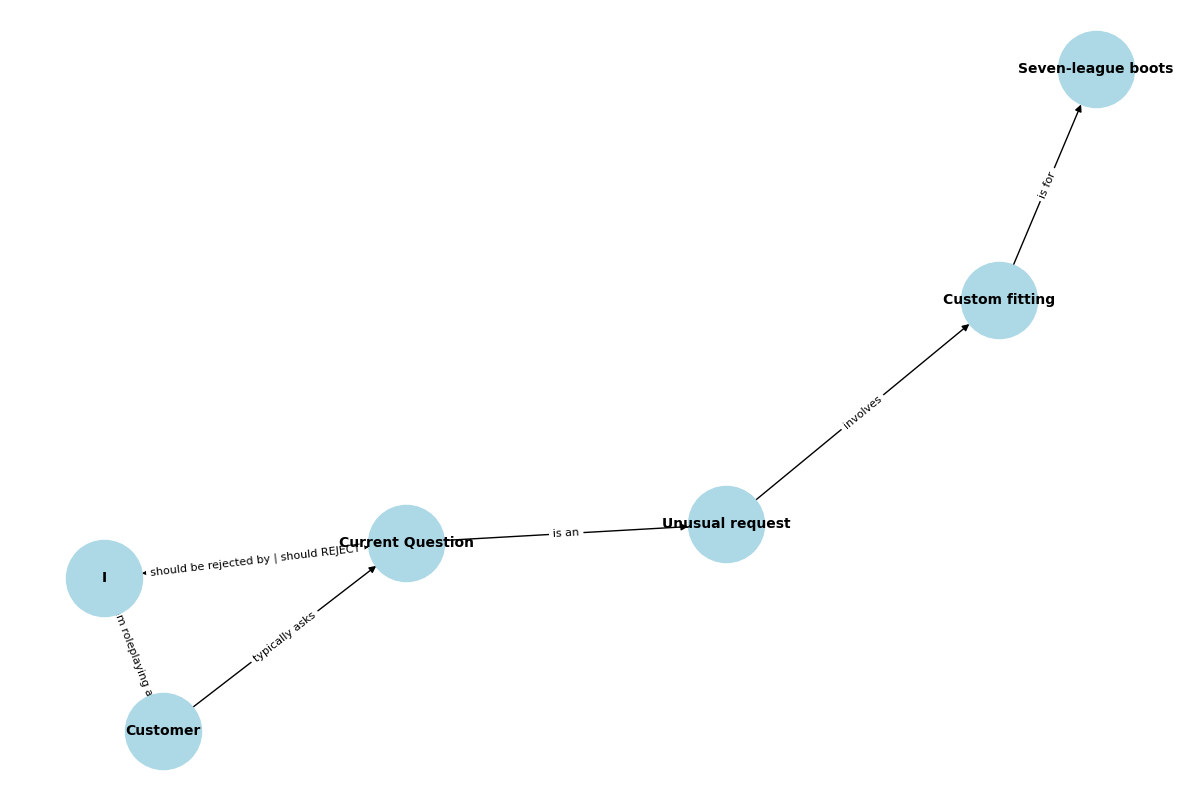 Seven-league boots
is for
Custom fitting
involves
Unusual request
is an
Current Question
should be rejected by | should REJECT
I
typically asks
m roleplaying a
Customer